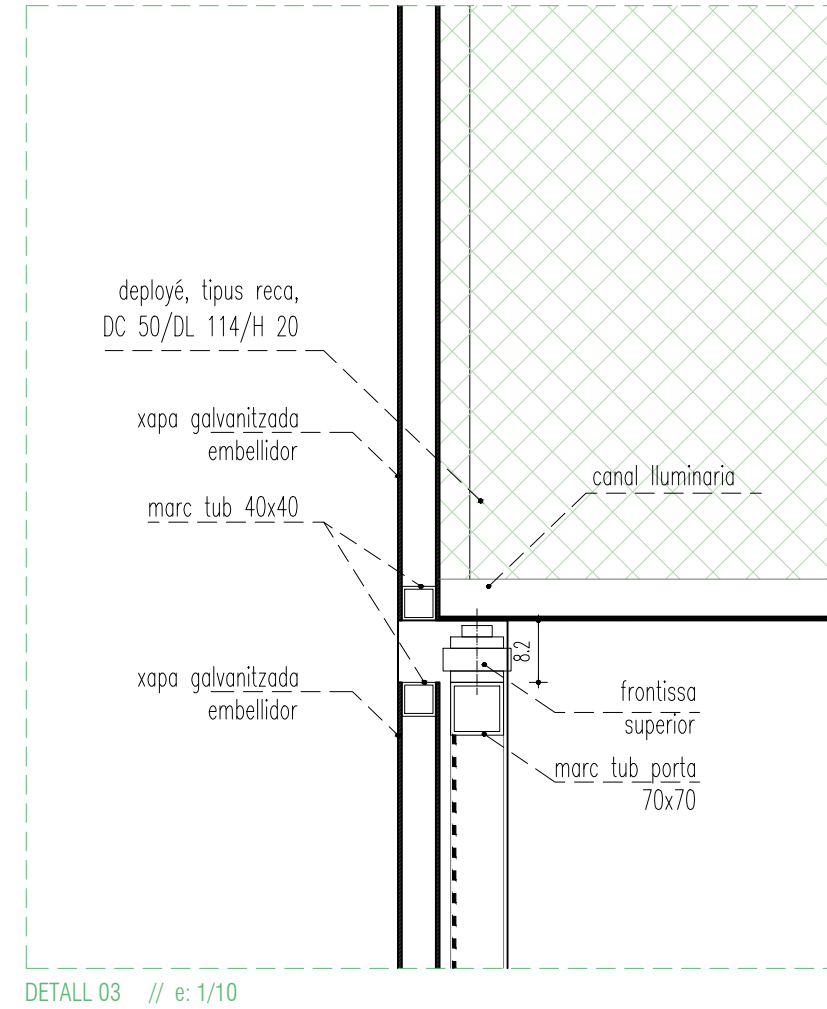 deployé, tipus reca,
DC 50/DL 114/H 20
xapa galvanitzada
embellidor
canal lluminaria
marc tub 40x40
8.2
xapa galvanitzada
embellidor
frontissa
superior
marc tub porta
70x70
DETALL 03 // e: 1/10